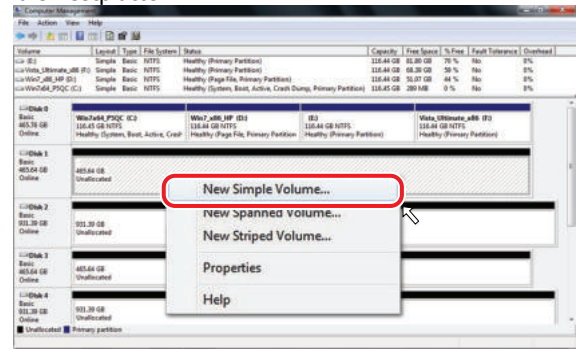 Computer Management
File Action View Help
Volume Layout Type File System Status Capacity Free Space % Free Fault Tolerance Overhead
(E:) Simple Basic NTFS Healthy (Primary Partition) 116.44 GB 81.80 GB 70 % No 0%
Vista_Ultimate_x86 (F:) Simple Basic NTFS Healthy (Primary Partition) 116.44 GB 68.39 GB 58 % No 0%
Win7_x86_HP (D:) Simple Basic NTFS Healthy (Page File, Primary Partition) 116.44 GB 51.07 GB 44 % No 0%
Win7x64_P5QC (C:) Simple Basic NTFS Healthy (System, Boot, Active, Crash Dump, Primary Partition) 116.45 GB 289 MB 0 % No 0%
Disk 0
Basic
465.76 GB
Online
Win7x64_P5QC (C:)
116.45 GB NTFS
Healthy (System, Boot, Active, Crash
Win7_x86_HP (D:)
116.44 GB NTFS
Healthy (Page File, Primary Partition
(E:)
116.44 GB NTFS
Healthy (Primary Partition)
Vista_Ultimate_x86 (F:)
116.44 GB NTFS
Healthy (Primary Partition)
Disk 1
Basic
465.64 GB
Online
465.64 GB
Unallocated
New Simple Volume...
New Spanned Volume...
New Striped Volume...
Properties
Help
Disk 2
Basic
931.39 GB
Online
931.39 GB
Unallocated
Disk 3
Basic
465.64 GB
Online
465.64 GB
Unallocated
Disk 4
Basic
931.39 GB
Online
931.39 GB
Unallocated
Unallocated Primary partition